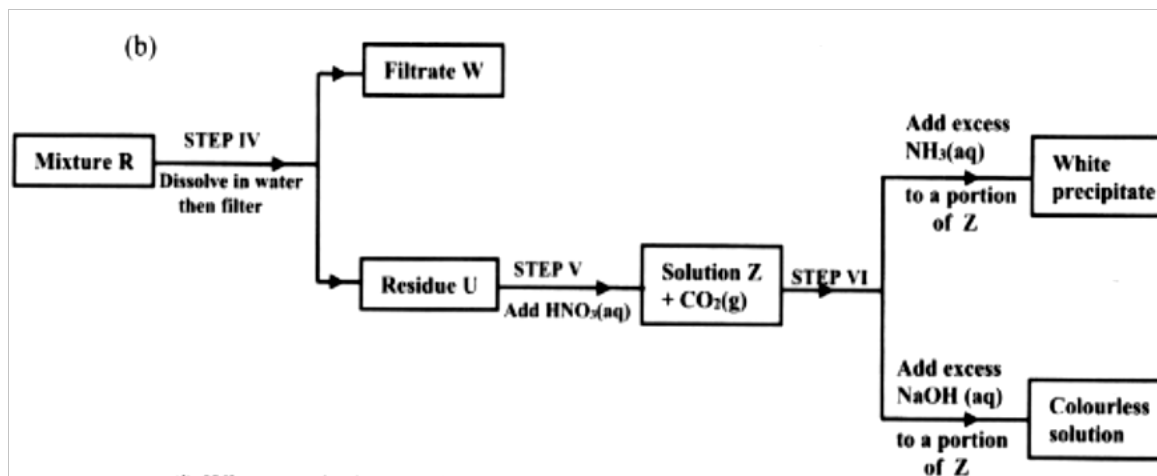 (b)
Filtrate W
STEP IV
Mixture R
Dissolve in water
then filter
Residue U
STEP V
Add HNO₃(aq)
Solution Z
+ CO₂(g)
STEP VI
Add excess
NH₃(aq)
to a portion
of Z
White
precipitate
Add excess
NaOH (aq)
to a portion
of Z
Colourless
solution